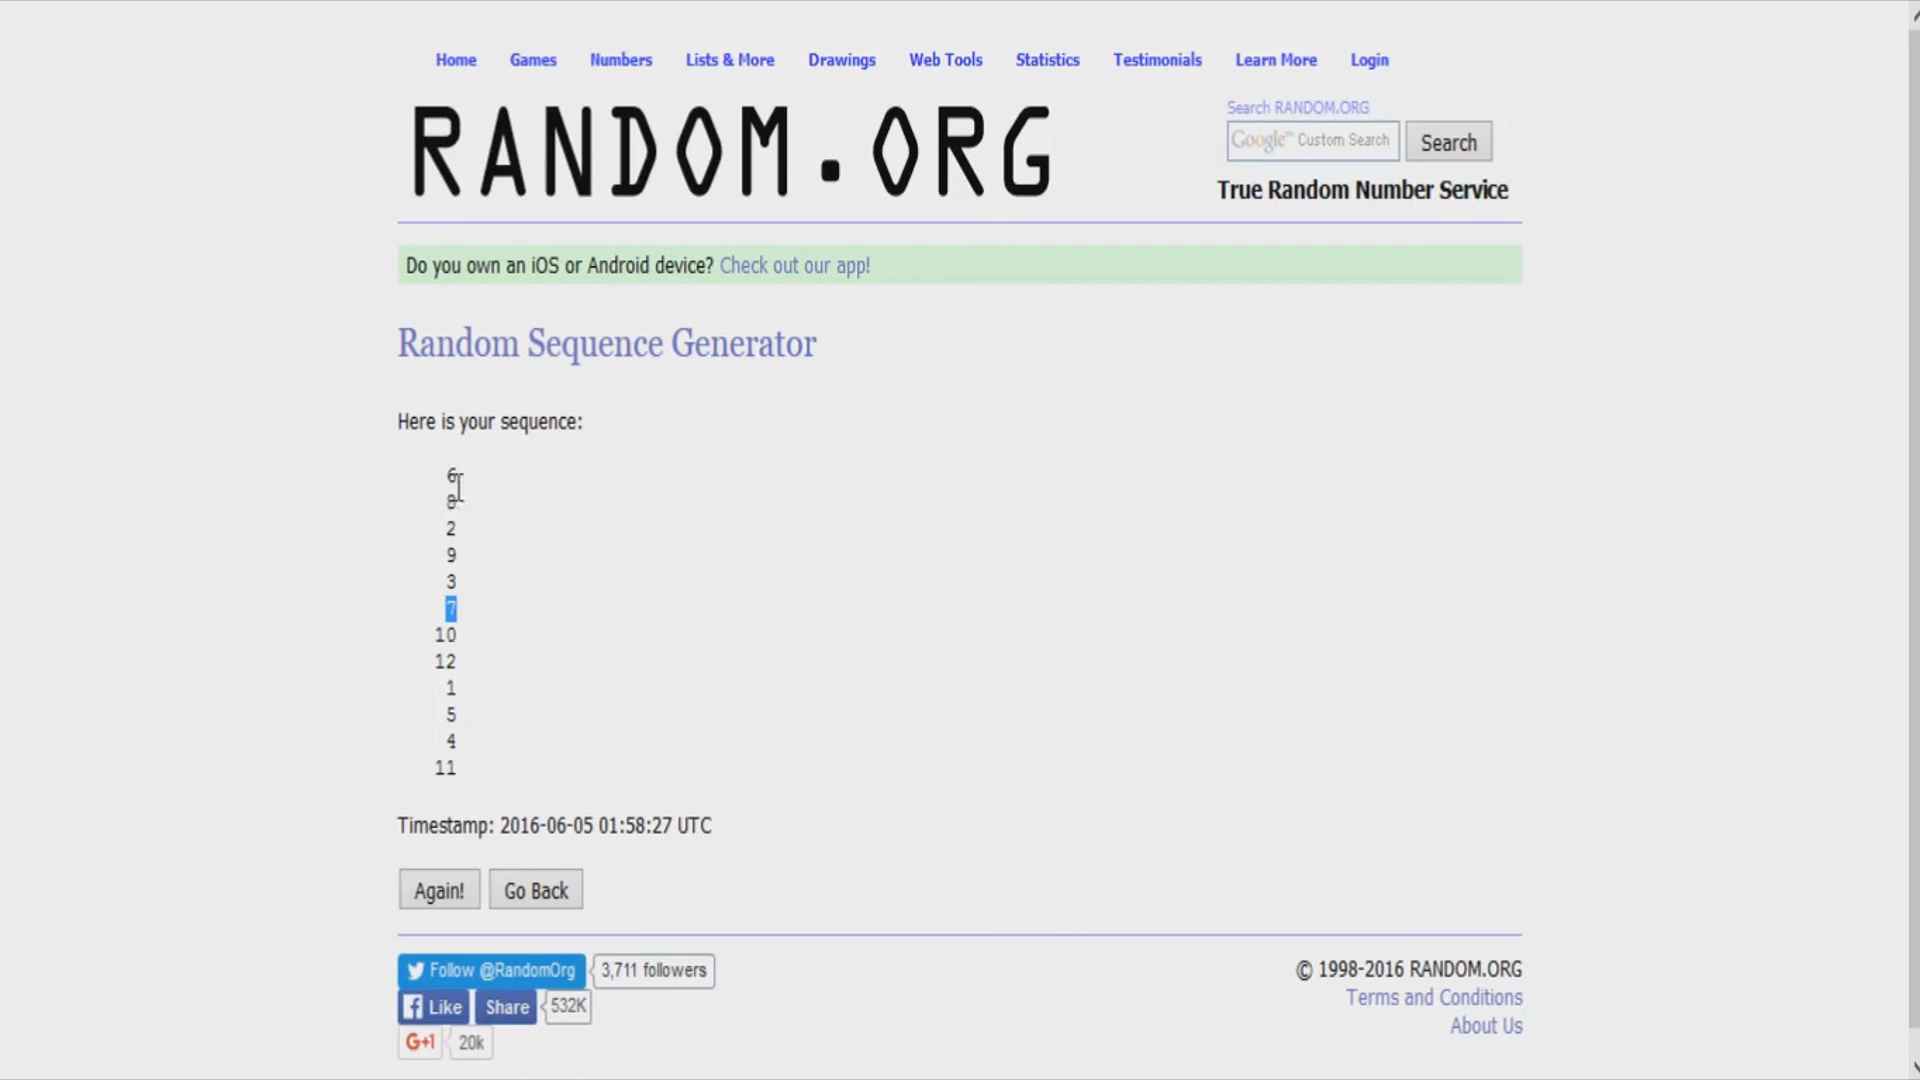 Home Games Numbers Lists & More Drawings Web Tools Statistics Testimonials Learn More Login
RANDOM.ORG
Search RANDOM.ORG
Google™ Custom Search Search
True Random Number Service
Do you own an iOS or Android device? Check out our app!
Random Sequence Generator
Here is your sequence:
6
8
2
9
3
7
10
12
1
5
4
11
Timestamp: 2016-06-05 01:58:27 UTC
Again! Go Back
Follow @RandomOrg 3,711 followers
Like Share 532K
G+1 20k
© 1998-2016 RANDOM.ORG
Terms and Conditions
About Us